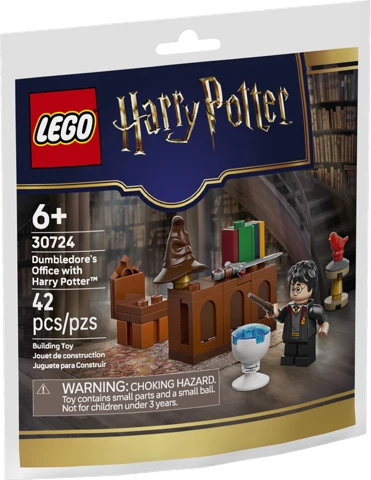 LEGO
Harry Potter
6+
30724
Dumbledore's
Office with
Harry Potter™
42
pcs/pzs
Building Toy
Jouet de construction
Juguete para Construir
WARNING: CHOKING HAZARD.
Toy contains small parts and a small ball.
Not for children under 3 years.